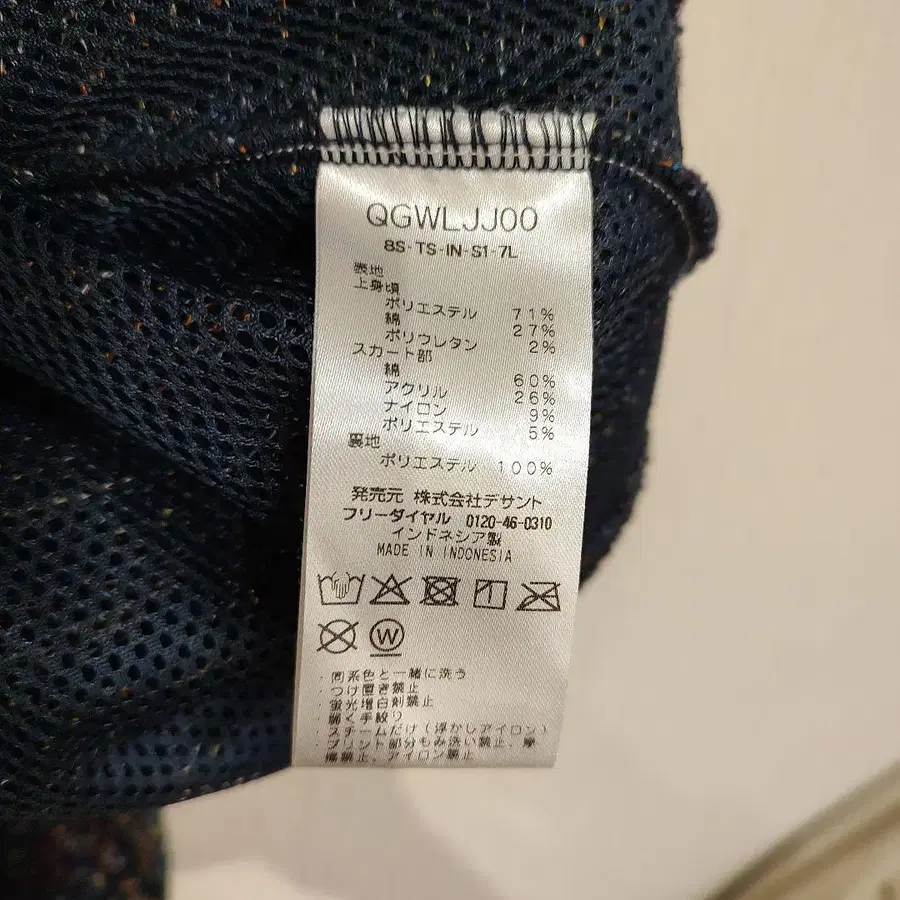 QGWLJJ00
8S-TS-IN-S1-7L
表地
上身頃
ポリエステル 71%
綿 27%
ポリウレタン 2%
スカート部
綿 60%
アクリル 26%
ナイロン 9%
ポリエステル 5%
裏地
ポリエステル 100%
発売元 株式会社デサント
フリーダイヤル 0120-46-0310
インドネシア製
MADE IN INDONESIA
W
・同系色と一緒に洗う
・つけ置き禁止
・蛍光増白剤禁止
・弱く手絞り
・スチームだけ（浮かしアイロン）
・プリント部分もみ洗い禁止、摩
擦禁止、アイロン禁止